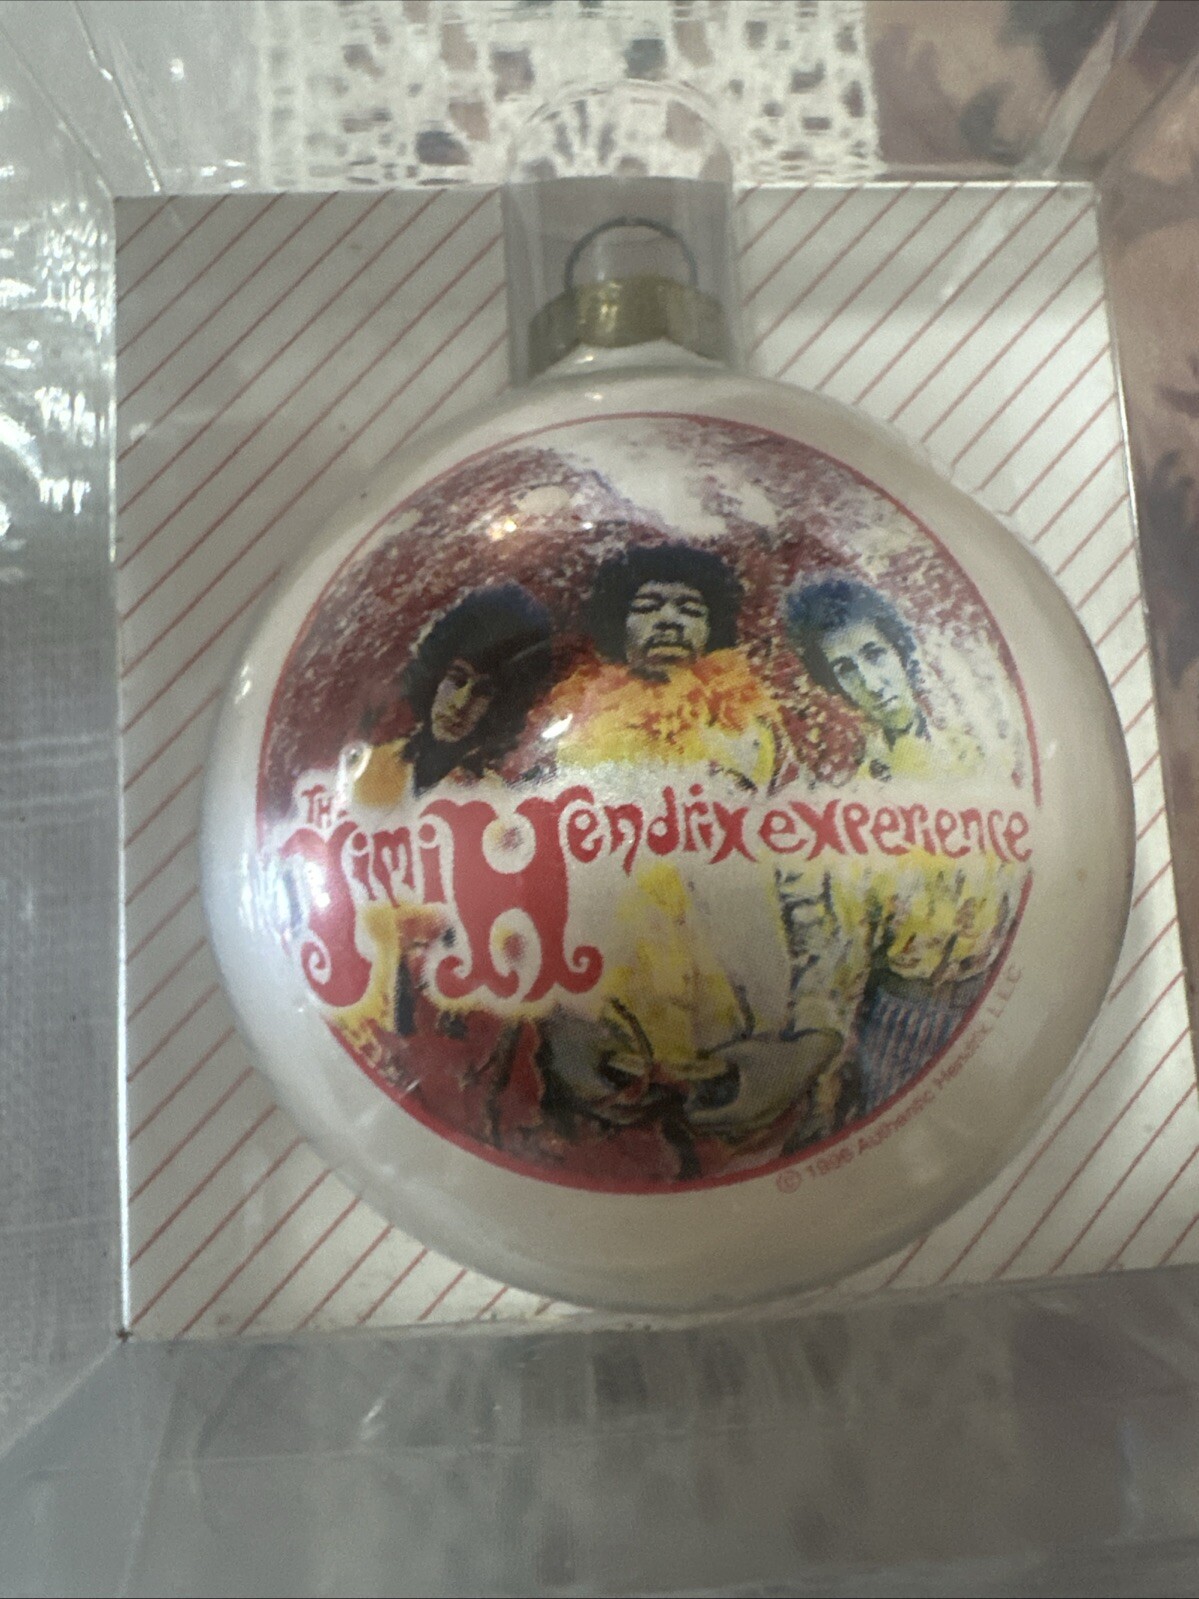 THE
Jimi Hendrix experience
© 1996 Authentic Hendrix, LLC